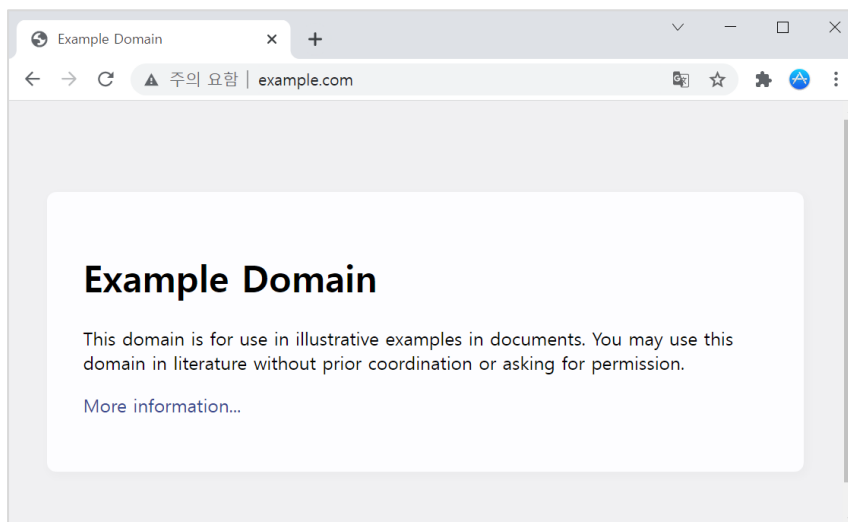 Example Domain
주의 요함 | example.com
Example Domain
This domain is for use in illustrative examples in documents. You may use this
domain in literature without prior coordination or asking for permission.
More information...